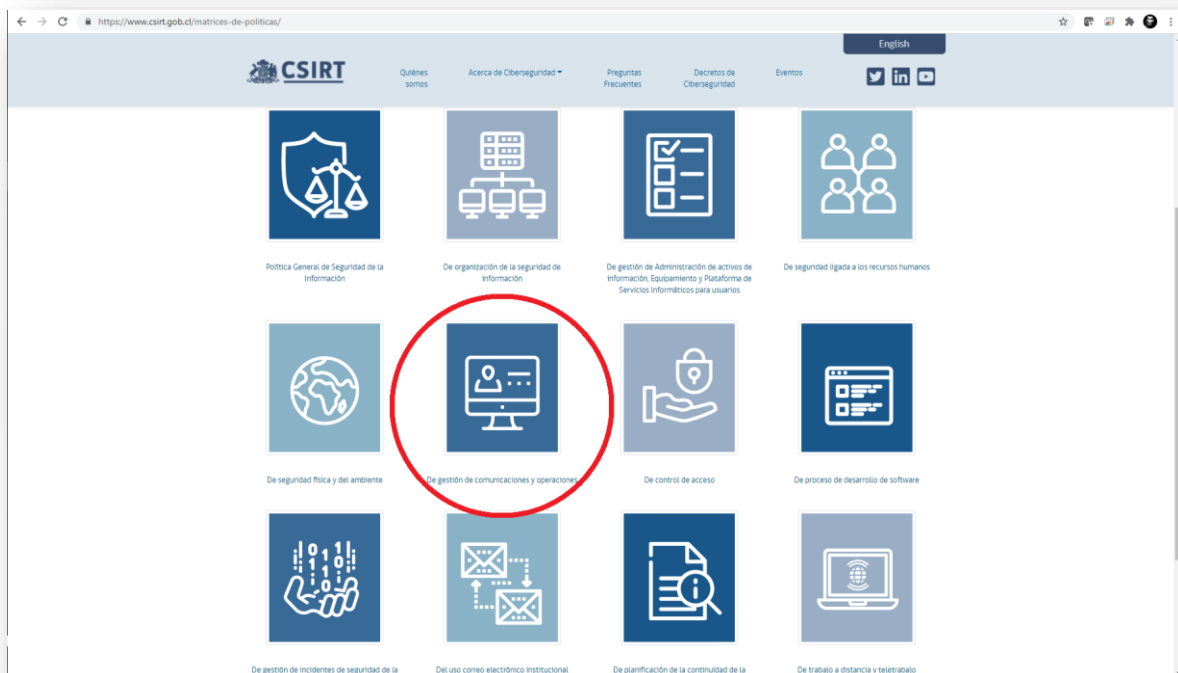 https://www.csirt.gob.cl/matrices-de-politicas/
English
CSIRT
Quiénes
somos
Acerca de Ciberseguridad
Preguntas
Frecuentes
Decretos de
Ciberseguridad
Eventos
Política General de Seguridad de la
Información
De organización de la seguridad de
información
De gestión de Administración de activos de
información, Equipamiento y Plataforma de
Servicios Informáticos para usuarios
De seguridad ligada a los recursos humanos
De seguridad física y del ambiente
De gestión de comunicaciones y operaciones
De control de acceso
De proceso de desarrollo de software
De gestión de incidentes de seguridad de la
Del uso correo electrónico institucional
De planificación de la continuidad de la
De trabajo a distancia y teletrabajo